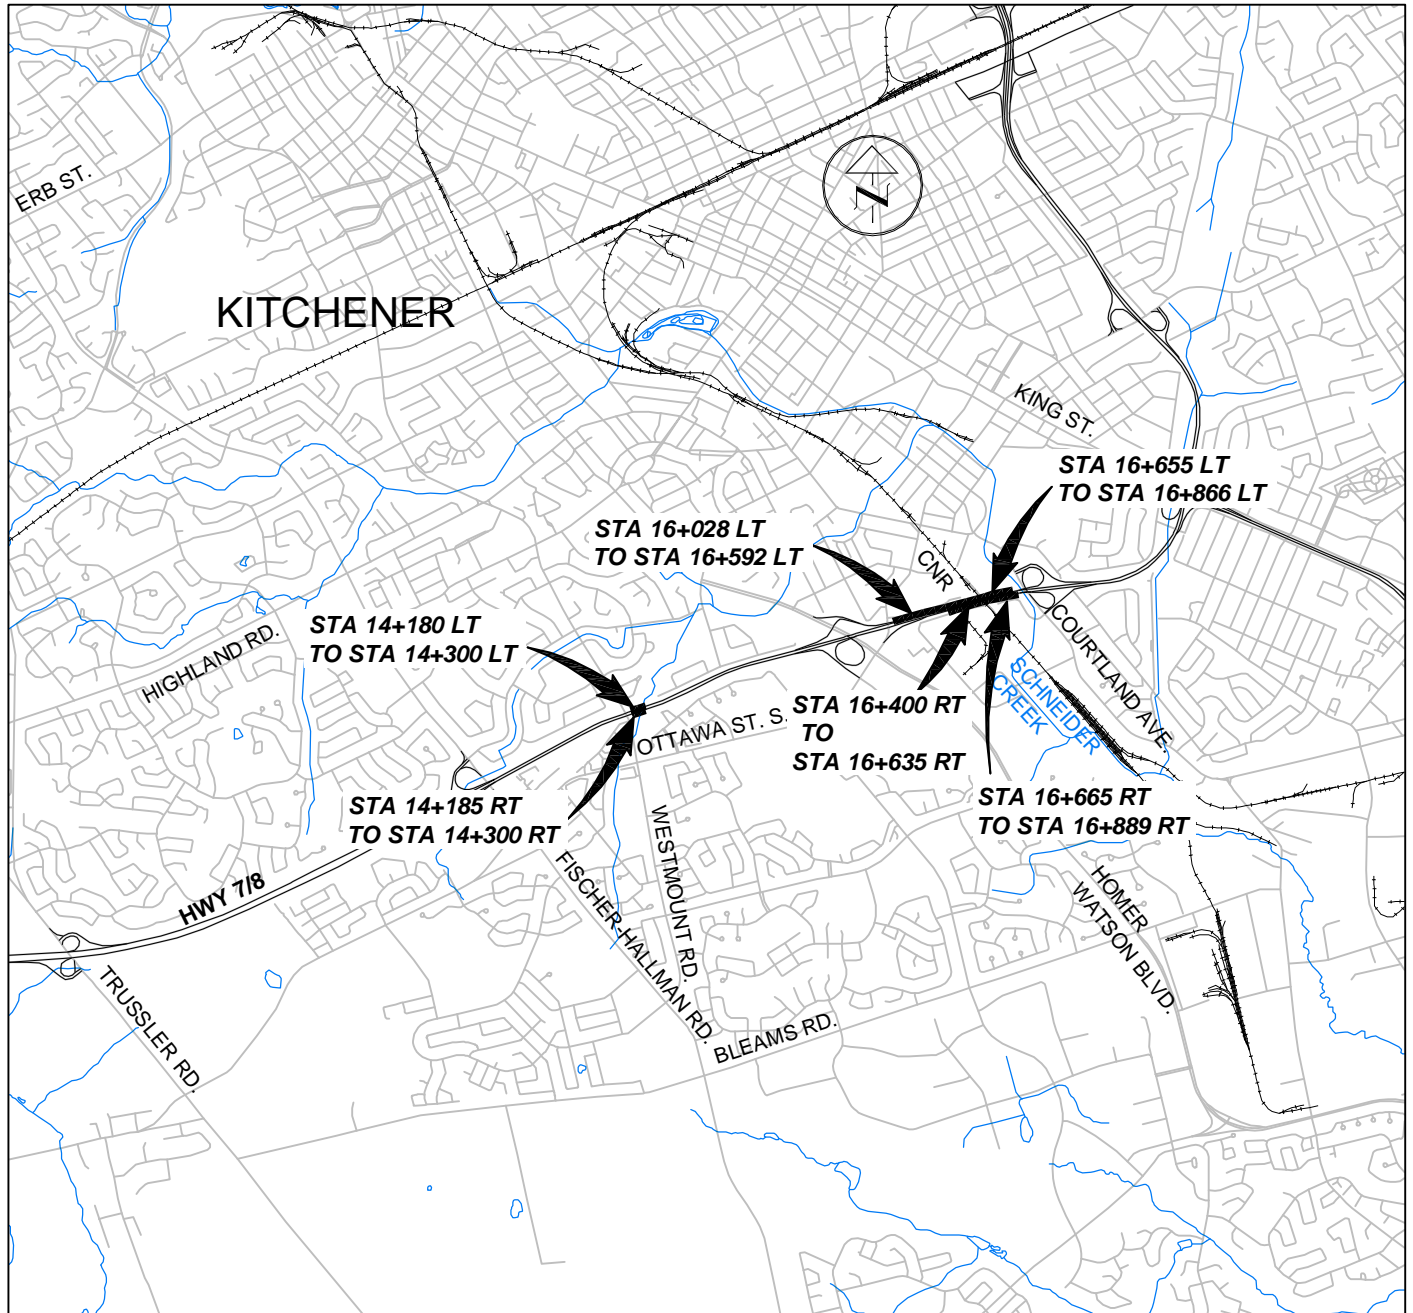 ERB ST.
N
KITCHENER
KING ST.
STA 16+655 LT
TO STA 16+866 LT
STA 16+028 LT
TO STA 16+592 LT
CNR
STA 14+180 LT
TO STA 14+300 LT
HIGHLAND RD.
COURTLAND AVE.
SCHNEIDER
CREEK
STA 16+400 RT
TO
STA 16+635 RT
OTTAWA ST. S.
STA 14+185 RT
TO STA 14+300 RT
STA 16+665 RT
TO STA 16+889 RT
WESTMOUNT RD.
FISCHER-HALLMAN RD.
HWY 7/8
HOMER
WATSON BLVD.
TRUSSLER RD.
BLEAMS RD.